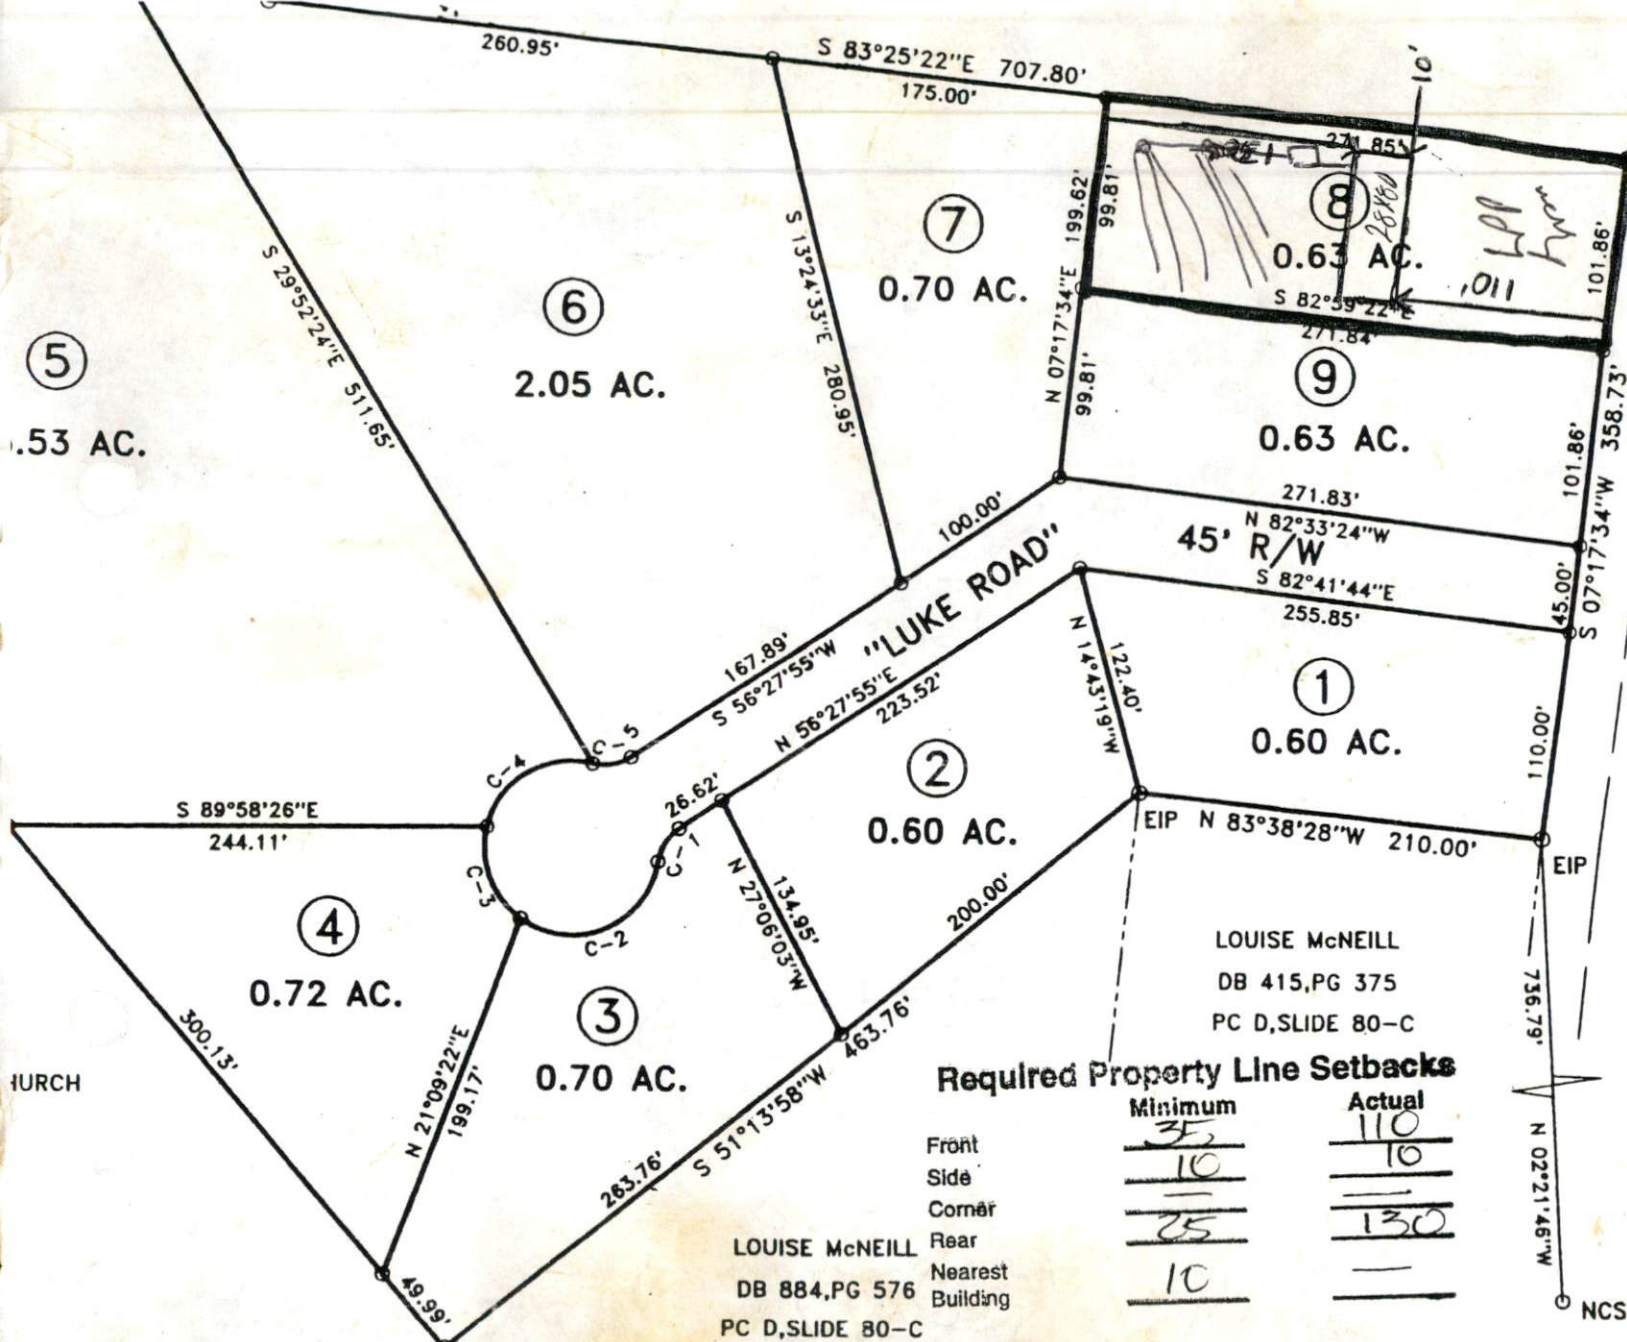 260.95'
S 83°25'22"E 707.80'
175.00'
10'
271.85'
S 29°52'24"E 511.65'
5
.53 AC.
6
2.05 AC.
S 13°24'33"E 280.95'
7
0.70 AC.
199.62'
99.81'
N 07°17'34"E
99.81'
8
0.63 AC.
28X80
LPP
110'
101.86'
S 82°59'22"E
271.84'
9
0.63 AC.
101.86'
S 07°17'34"W 358.73'
271.83'
N 82°33'24"W
45' R/W
S 82°41'44"E
255.85'
45.00'
100.00'
"LUKE ROAD"
167.89'
S 56°27'55"W
N 56°27'55"E
223.52'
N 14°43'19"W
122.40'
1
0.60 AC.
110.00'
C-5
C-4
26.62'
C-1
C-3
C-2
2
0.60 AC.
EIP N 83°38'28"W 210.00'
EIP
S 89°58'26"E
244.11'
N 27°06'03"W
134.95'
200.00'
463.76'
4
0.72 AC.
300.13'
3
0.70 AC.
N 21°09'22"E
199.17'
S 51°13'58"W
263.76'
49.99'
HURCH
LOUISE McNEILL
DB 415,PG 375
PC D,SLIDE 80-C
736.79'
N 02°21'46"W
NCS
Required Property Line Setbacks
Minimum Actual
Front 35 110
Side 10 10
Corner — —
Rear 25 130
Nearest Building 10 —
LOUISE McNEILL
DB 884,PG 576
PC D,SLIDE 80-C